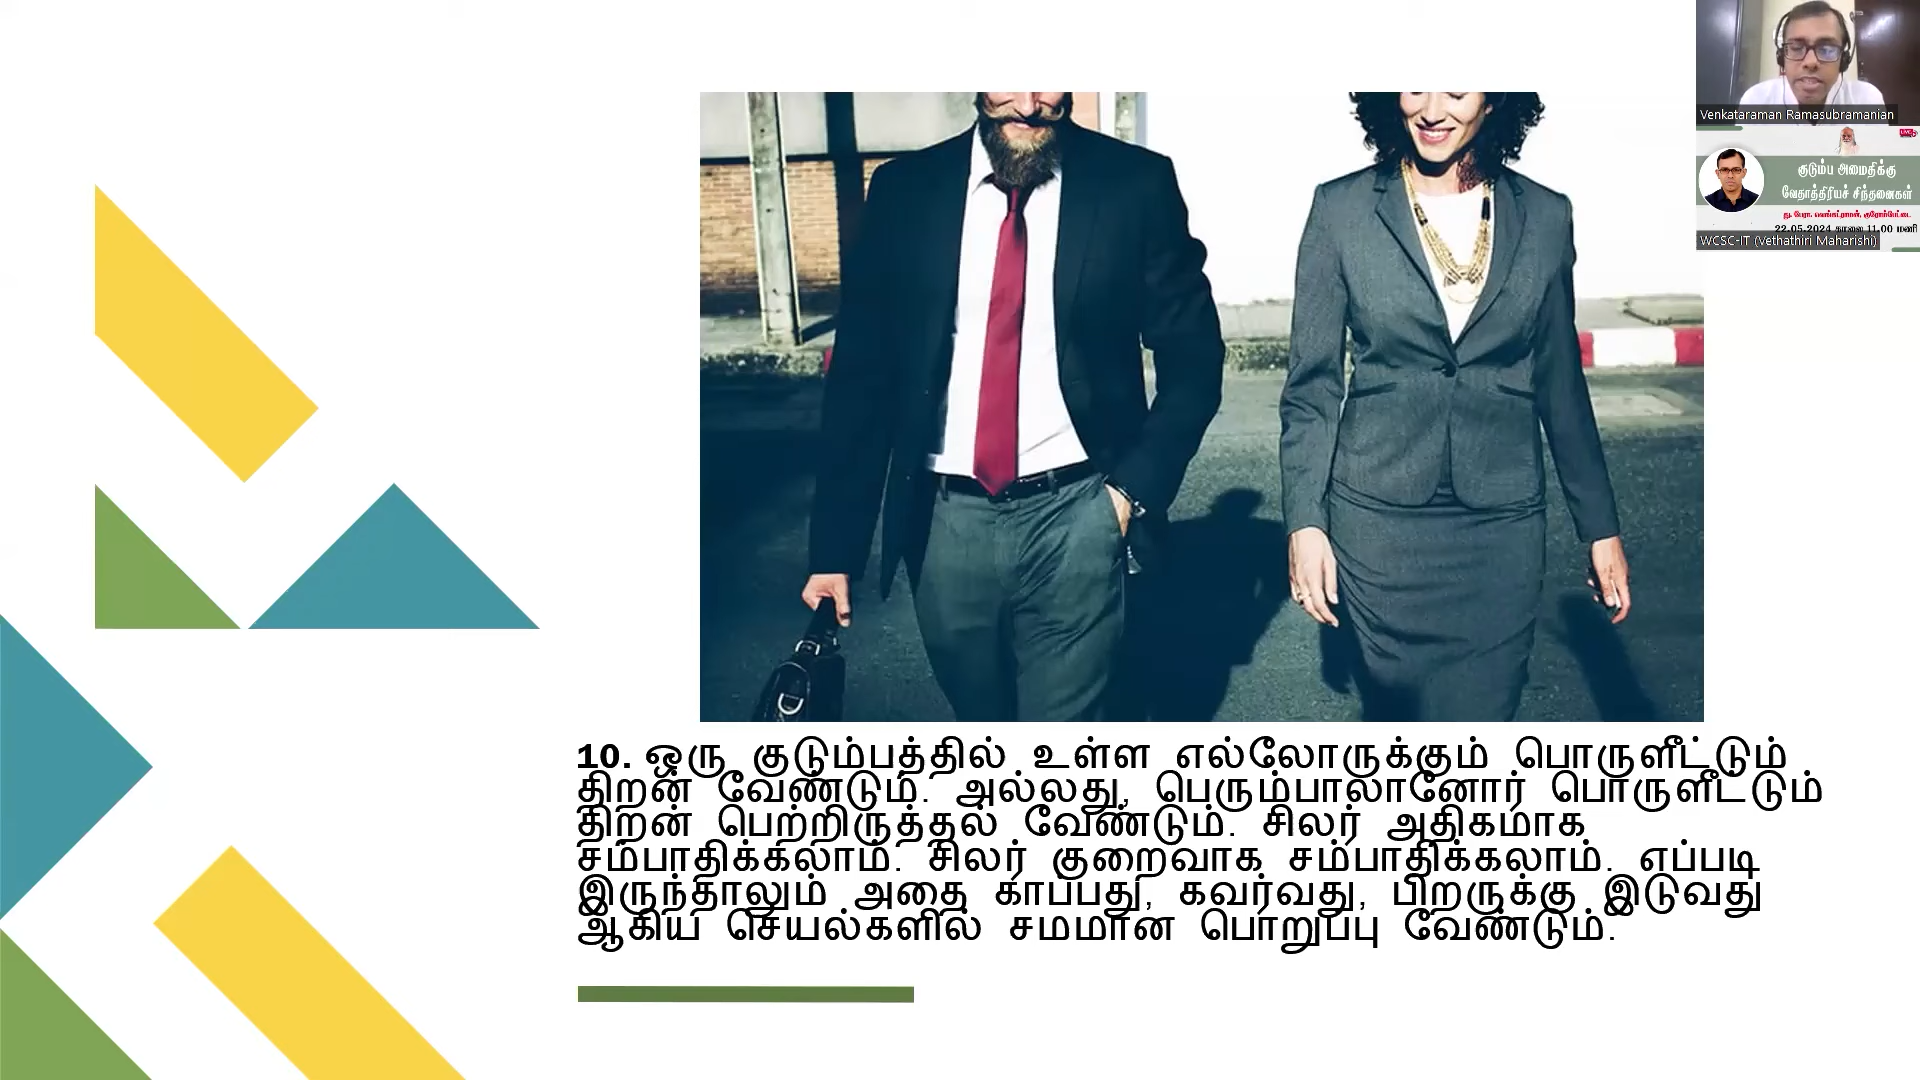 Venkataraman Ramasubramanian
LIVE
குடும்ப அமைதிக்கு
வேதாத்திரியச் சிந்தனைகள்
22.05.2024 காலை 11.00 மணி
WCSC-IT (Vethathiri Maharishi)
10. ஒரு குடும்பத்தில் உள்ள எல்லோருக்கும் பொருளீட்டும்
திறன் வேண்டும். அல்லது, பெரும்பாலானோர் பொருளீட்டும்
திறன் பெற்றிருத்தல் வேண்டும். சிலர் அதிகமாக
சம்பாதிக்கலாம். சிலர் குறைவாக சம்பாதிக்கலாம். எப்படி
இருந்தாலும் அதை காப்பது, கவர்வது, பிறருக்கு இடுவது
ஆகிய செயல்களில் சமமான பொறுப்பு வேண்டும்.